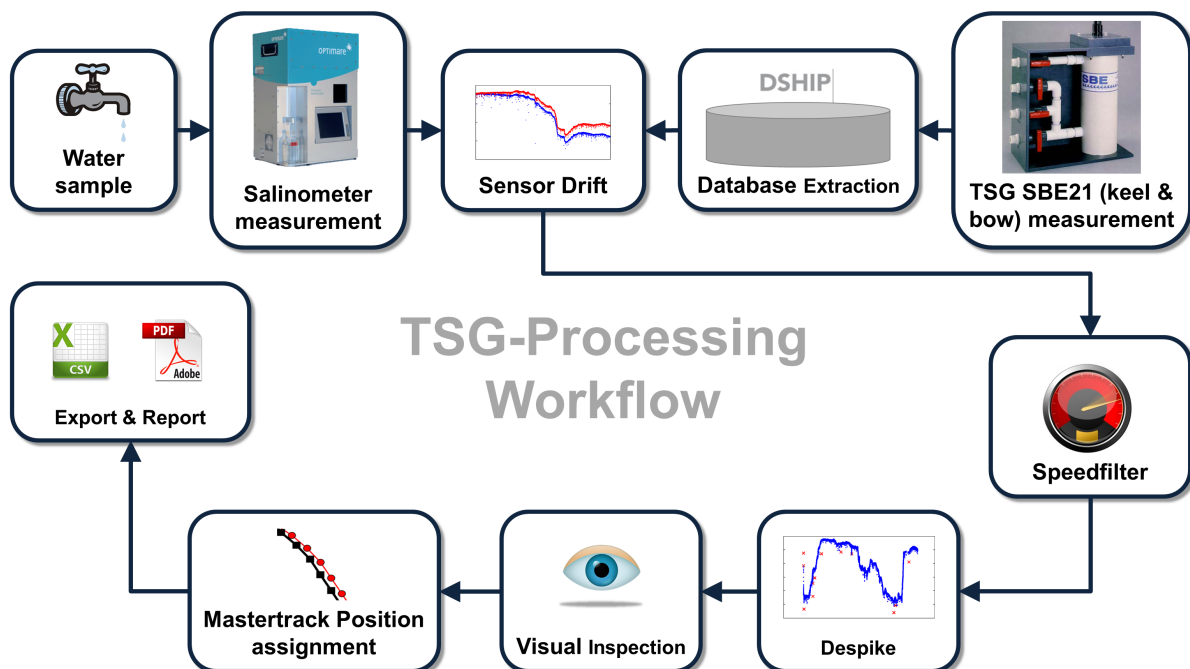 Water
sample
OPTIMARE
Salinometer
measurement
Sensor Drift
DSHIP
Database Extraction
SBE
TSG SBE21 (keel &
bow) measurement
TSG-Processing
Workflow
X
CSV
PDF
Adobe
Export & Report
Speedfilter
Mastertrack Position
assignment
Visual Inspection
Despike